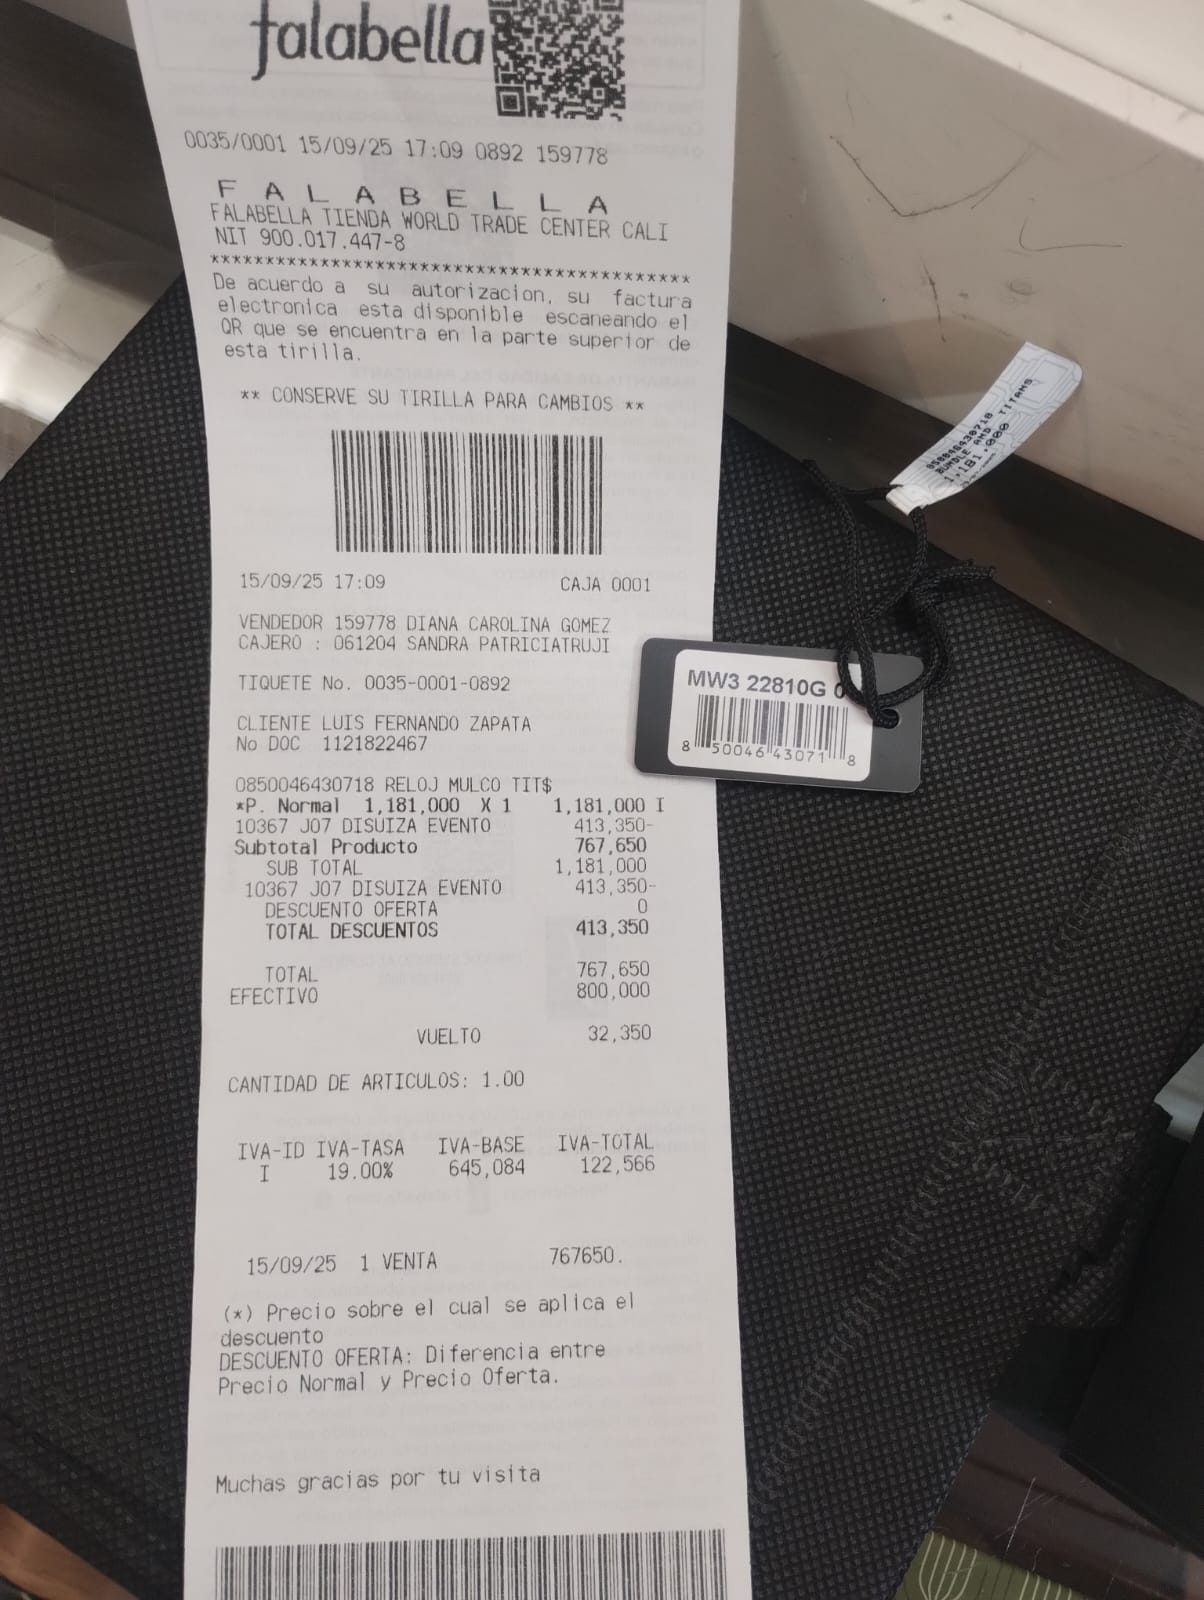 falabella
0035/0001 15/09/25 17:09 0892 159778
F A L A B E L L A
FALABELLA TIENDA WORLD TRADE CENTER CALI
NIT 900.017.447-8
******************************************
De acuerdo a su autorizacion, su factura
electronica esta disponible escaneando el
QR que se encuentra en la parte superior de
esta tirilla.
** CONSERVE SU TIRILLA PARA CAMBIOS **
15/09/25 17:09 CAJA 0001
VENDEDOR 159778 DIANA CAROLINA GOMEZ
CAJERO : 061204 SANDRA PATRICIATRUJI
TIQUETE No. 0035-0001-0892
CLIENTE LUIS FERNANDO ZAPATA
No DOC 1121822467
0850046430718 RELOJ MULCO TIT$
*P. Normal 1,181,000 X 1 1,181,000 I
10367 J07 DISUIZA EVENTO 413,350-
Subtotal Producto 767,650
SUB TOTAL 1,181,000
10367 J07 DISUIZA EVENTO 413,350-
DESCUENTO OFERTA 0
TOTAL DESCUENTOS 413,350
TOTAL 767,650
EFECTIVO 800,000
VUELTO 32,350
CANTIDAD DE ARTICULOS: 1.00
IVA-ID IVA-TASA IVA-BASE IVA-TOTAL
I 19.00% 645,084 122,566
15/09/25 1 VENTA 767650.
(*) Precio sobre el cual se aplica el
descuento
DESCUENTO OFERTA: Diferencia entre
Precio Normal y Precio Oferta.
Muchas gracias por tu visita
0850046430718
BUNDLE AND. TITANS
1,181,000
MW3 22810G
8 50046 43071 8